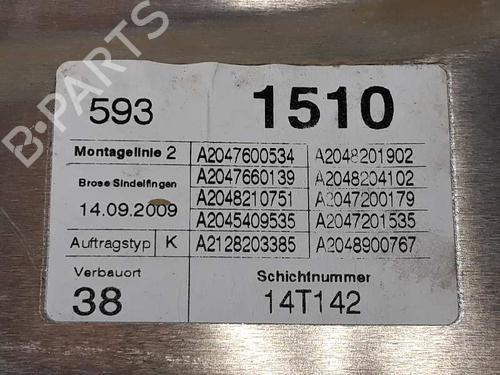 593 1510
Montagelinie 2 A2047600534 A2048201902
Brose Sindelfingen A2047660139 A2048204102
14.09.2009 A2048210751 A2047200179
A2045409535 A2047201535
Auftragstyp K A2128203385 A2048900767
Verbauort Schichtnummer
38 14T142
B-PARTS